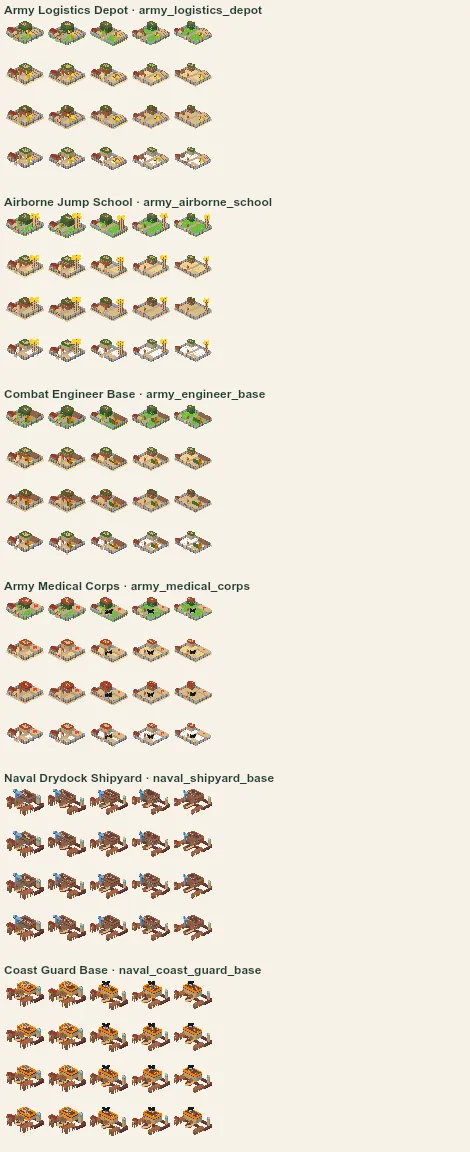 Army Logistics Depot · army_logistics_depot
Airborne Jump School · army_airborne_school
Combat Engineer Base · army_engineer_base
Army Medical Corps · army_medical_corps
Naval Drydock Shipyard · naval_shipyard_base
Coast Guard Base · naval_coast_guard_base